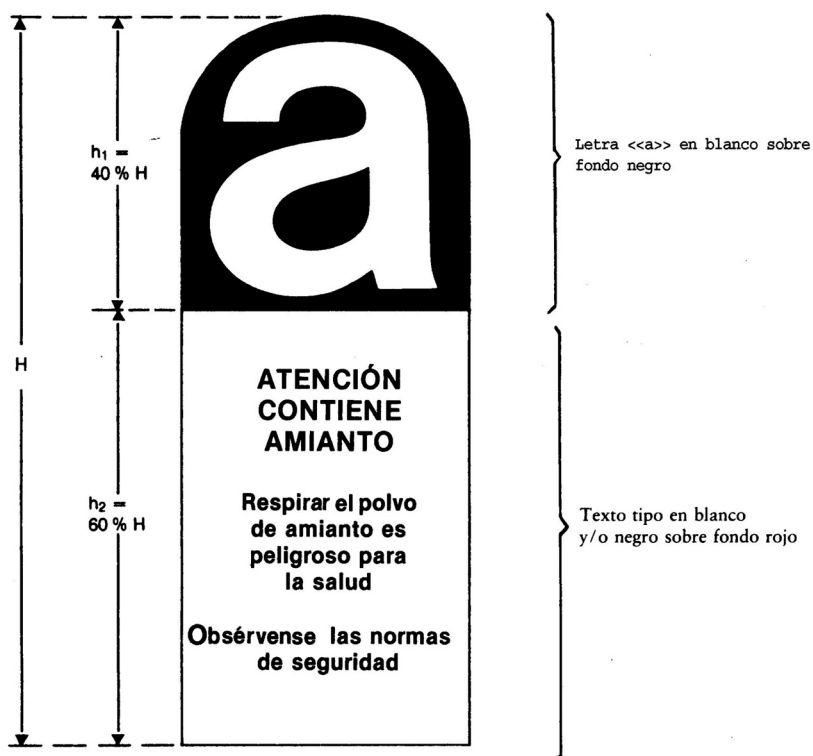 a
h₁ =
40 % H
Letra <<a>> en blanco sobre
fondo negro
H
ATENCIÓN
CONTIENE
AMIANTO
Respirar el polvo
de amianto es
peligroso para
la salud
Obsérvense las normas
de seguridad
h₂ =
60 % H
Texto tipo en blanco
y/o negro sobre fondo rojo